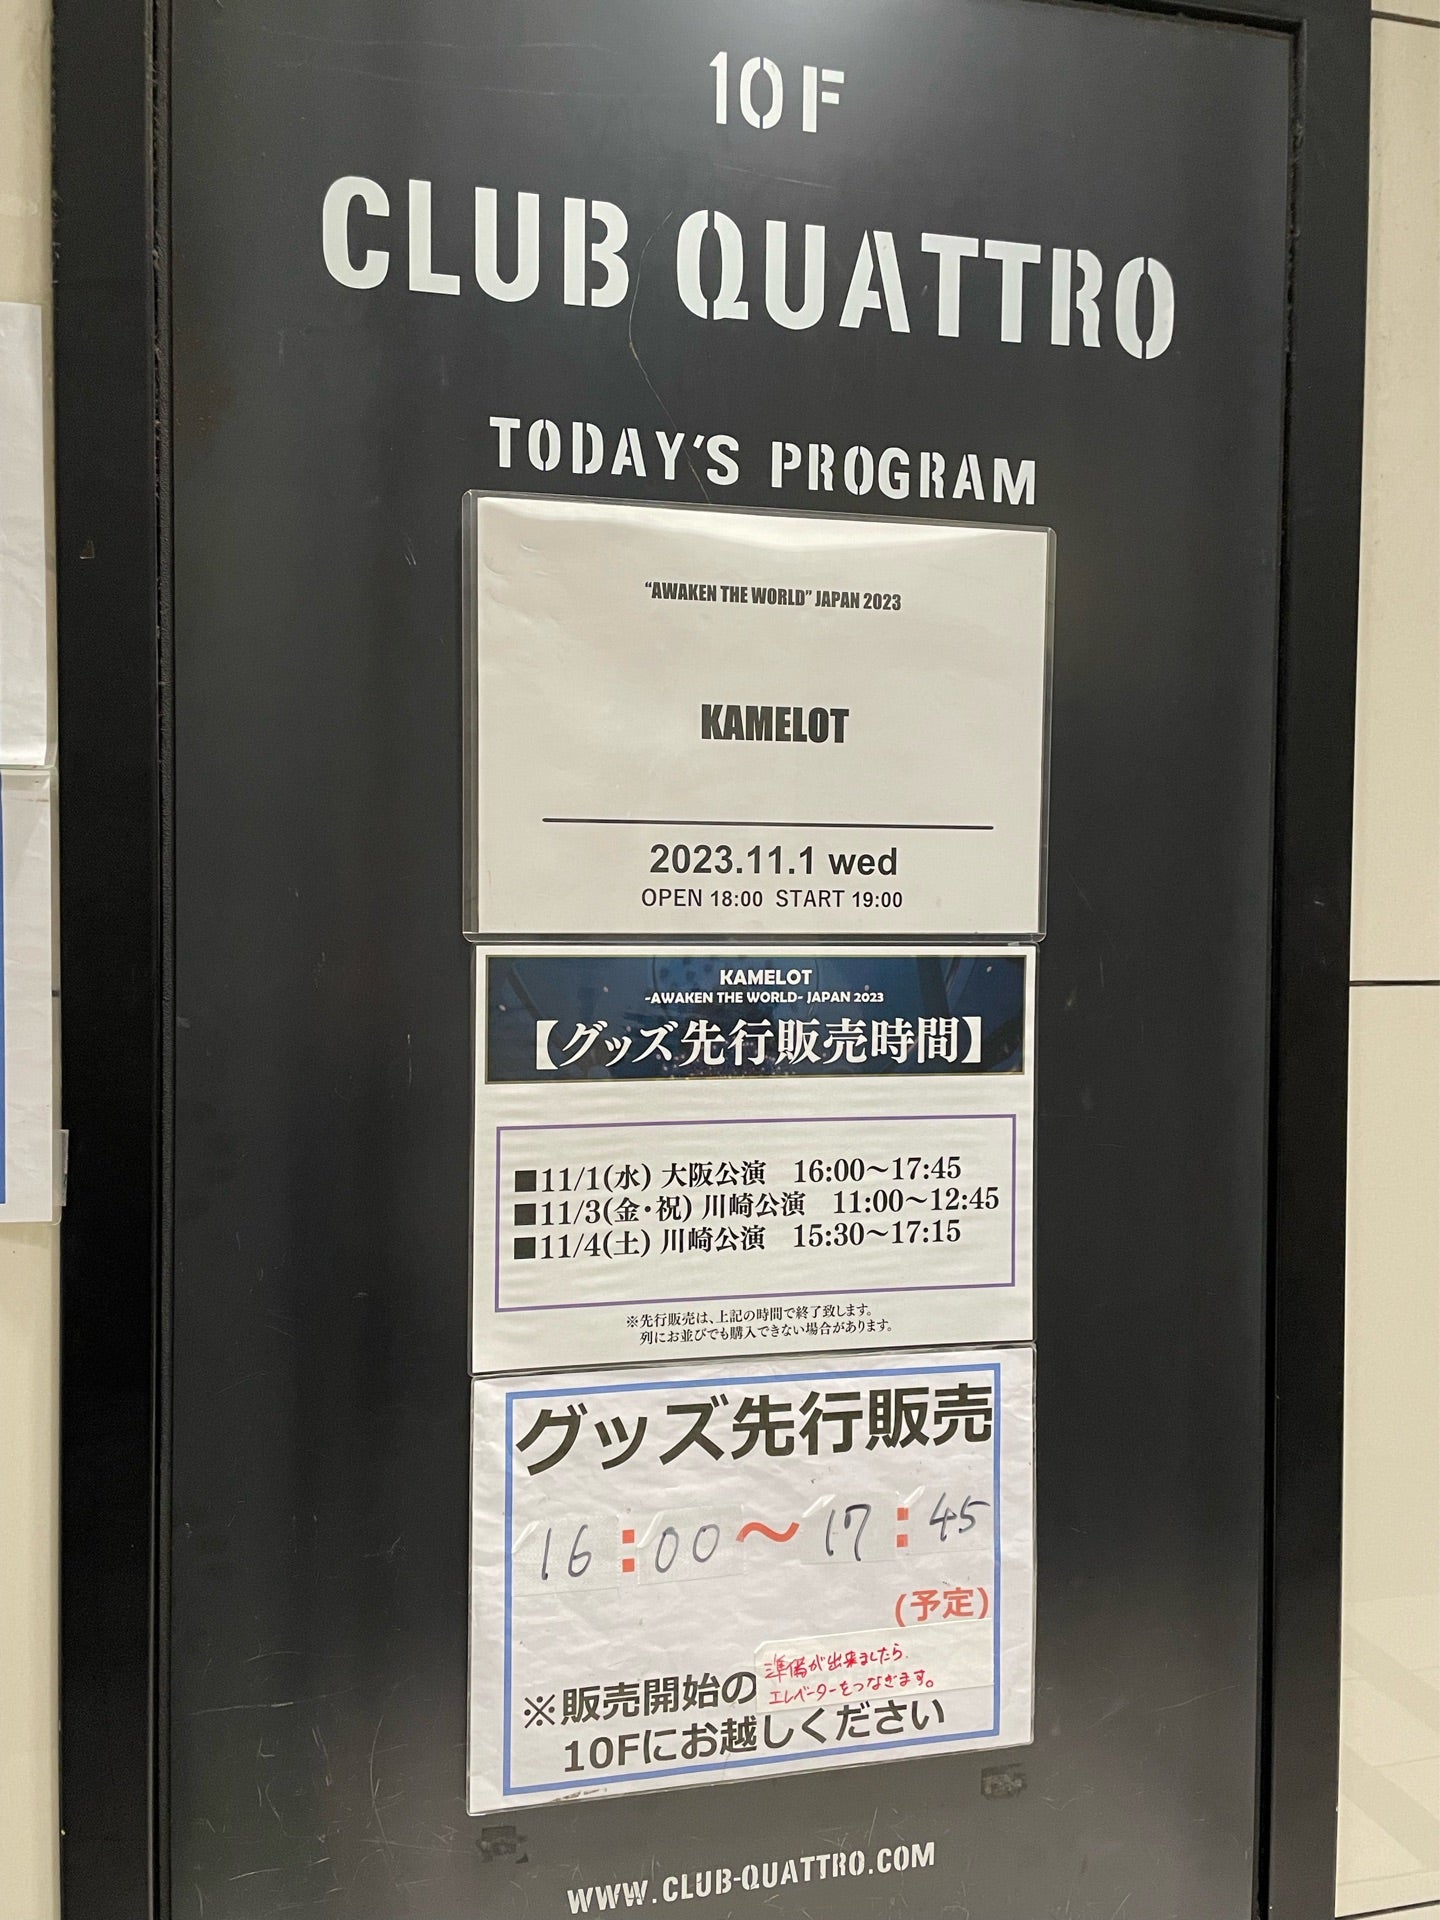 10F
CLUB QUATTRO
TODAY'S PROGRAM
“AWAKEN THE WORLD” JAPAN 2023
KAMELOT
2023.11.1 wed
OPEN 18:00 START 19:00
KAMELOT
-AWAKEN THE WORLD- JAPAN 2023
【グッズ先行販売時間】
■11/1(水) 大阪公演 16:00〜17:45
■11/3(金・祝) 川崎公演 11:00〜12:45
■11/4(土) 川崎公演 15:30〜17:15
※先行販売は、上記の時間で終了致します。
列にお並びでも購入できない場合があります。
グッズ先行販売
16:00〜17:45
(予定)
準備が出来ましたら、
エレベーターをつなぎます。
※販売開始の
10Fにお越しください
WWW.CLUB-QUATTRO.COM